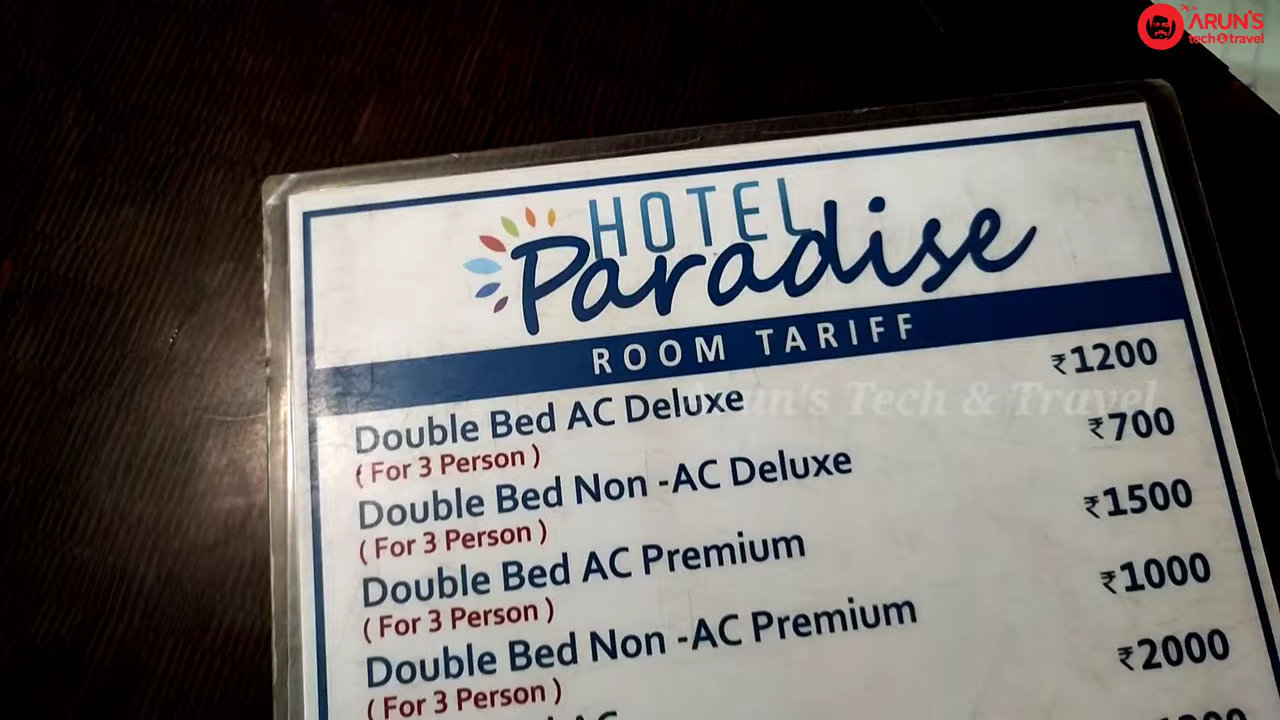 ARUN'S
tech & travel
HOTEL
Paradise
ROOM TARIFF
Double Bed AC Deluxe ₹1200
( For 3 Person )
Double Bed Non -AC Deluxe ₹700
( For 3 Person )
Double Bed AC Premium ₹1500
( For 3 Person )
Double Bed Non -AC Premium ₹1000
( For 3 Person )
AC ₹2000
Arun's Tech & Travel